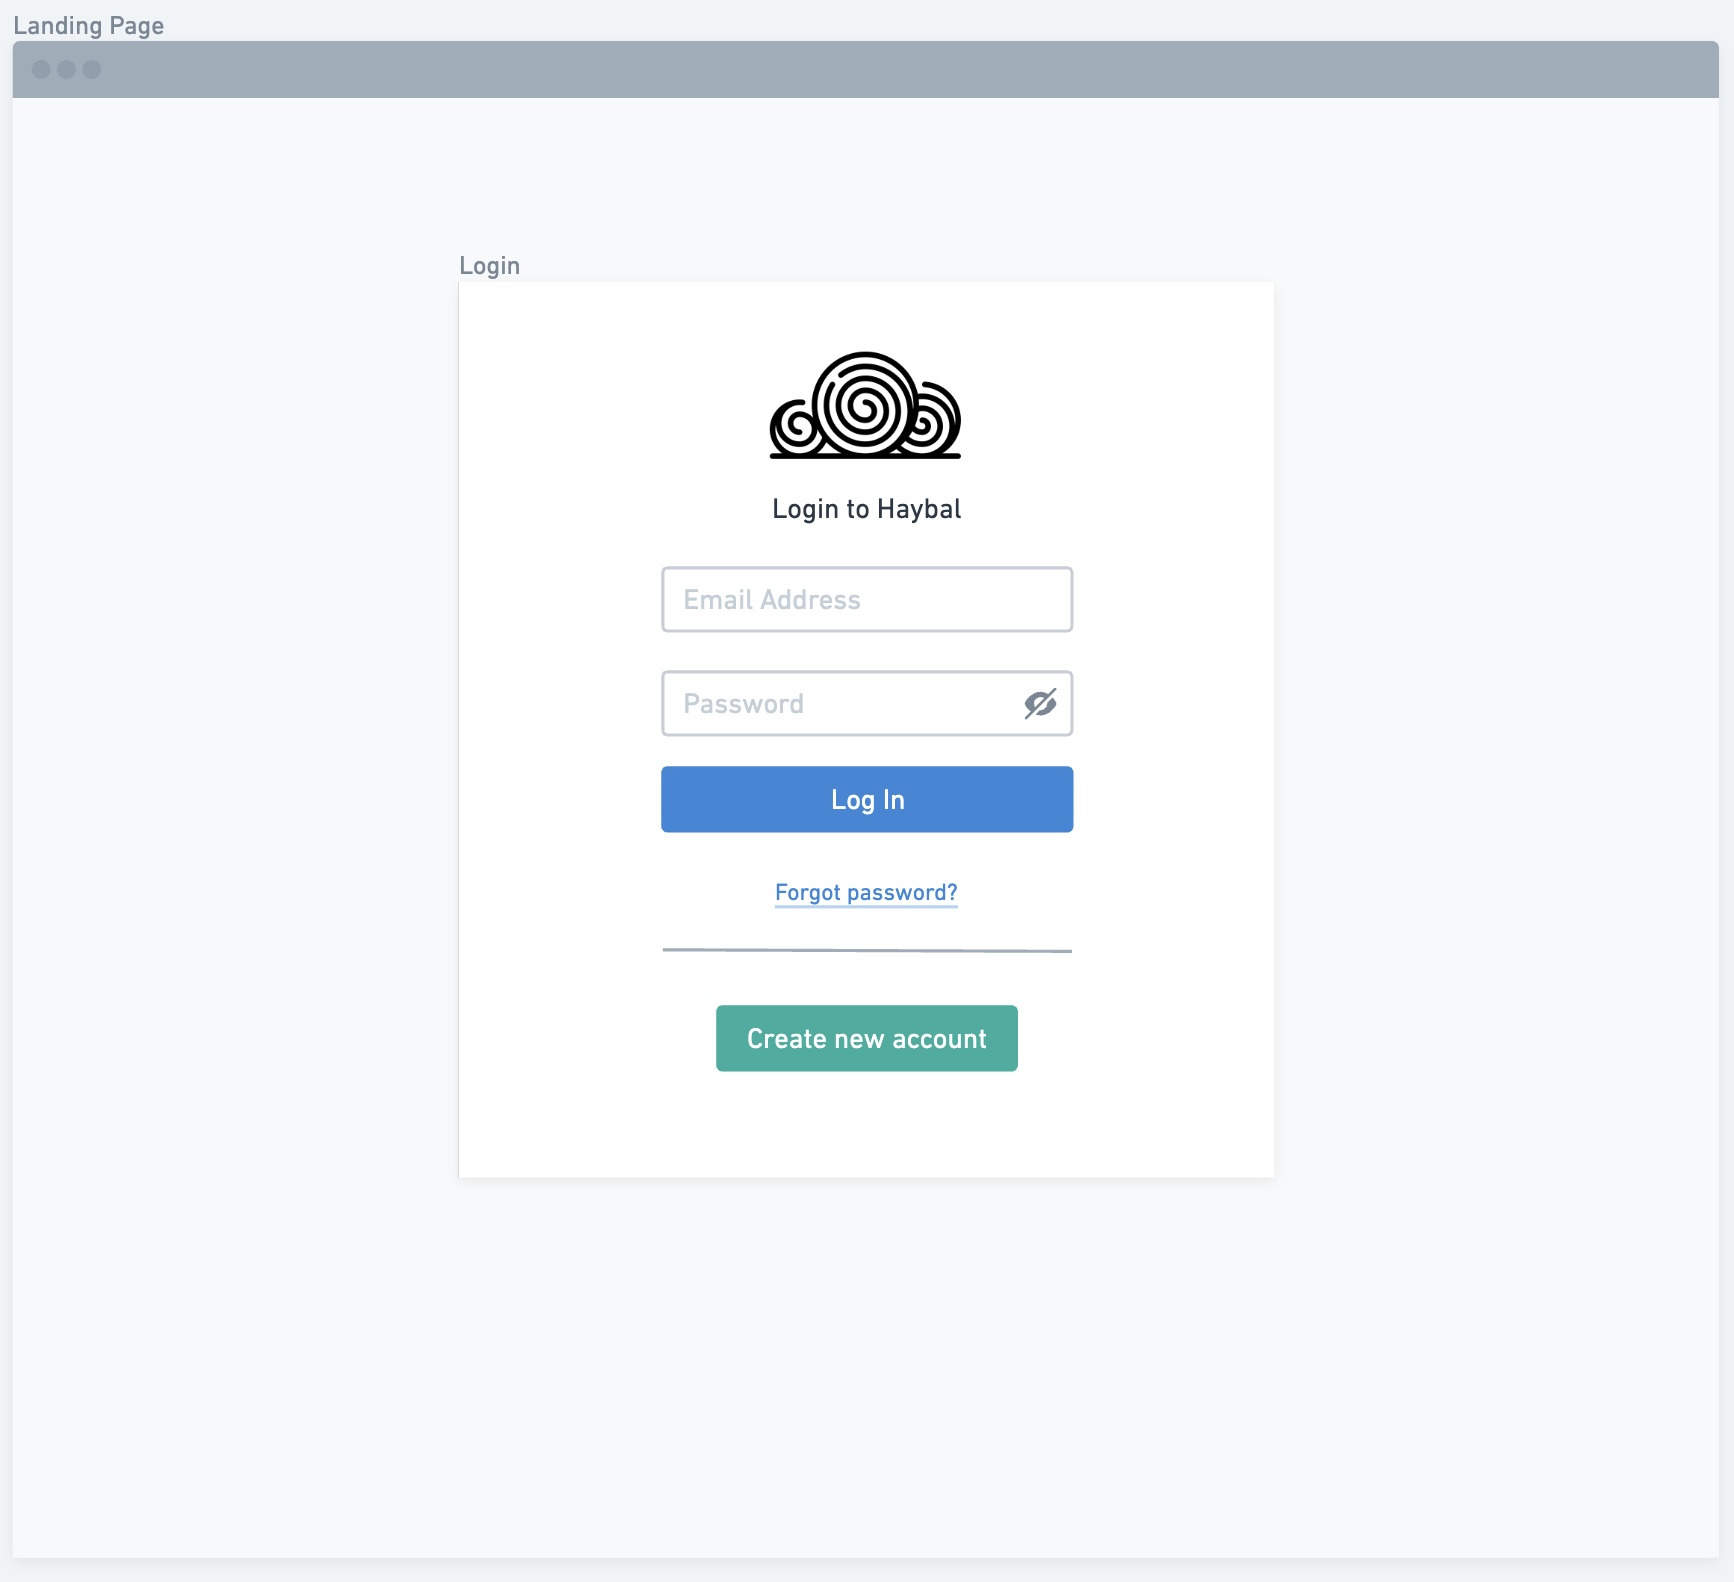 Landing Page
Login
Login to Haybal
Email Address
Password
Log In
Forgot password?
Create new account